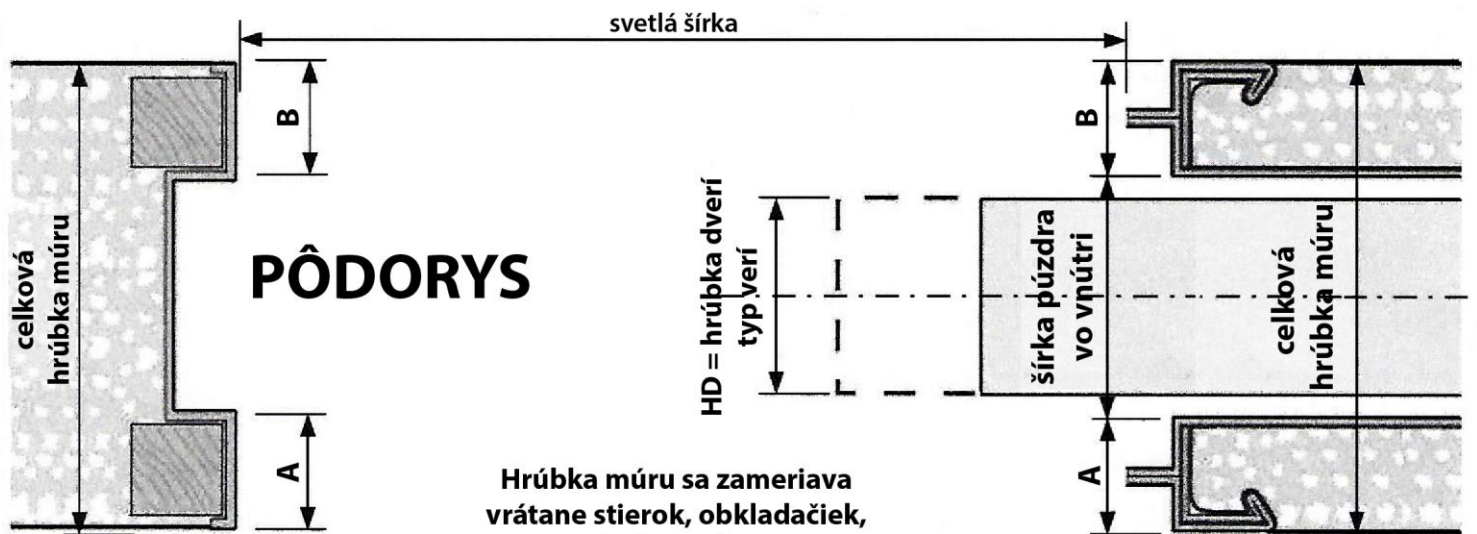 svetlá šírka
B
B
celková
hrúbka múru
PÔDORYS
HD = hrúbka dverí
typ verí
šírka púzdra
vo vnútri
celková
hrúbka múru
A
A
Hrúbka múru sa zameriava
vrátane stierok, obkladačiek,